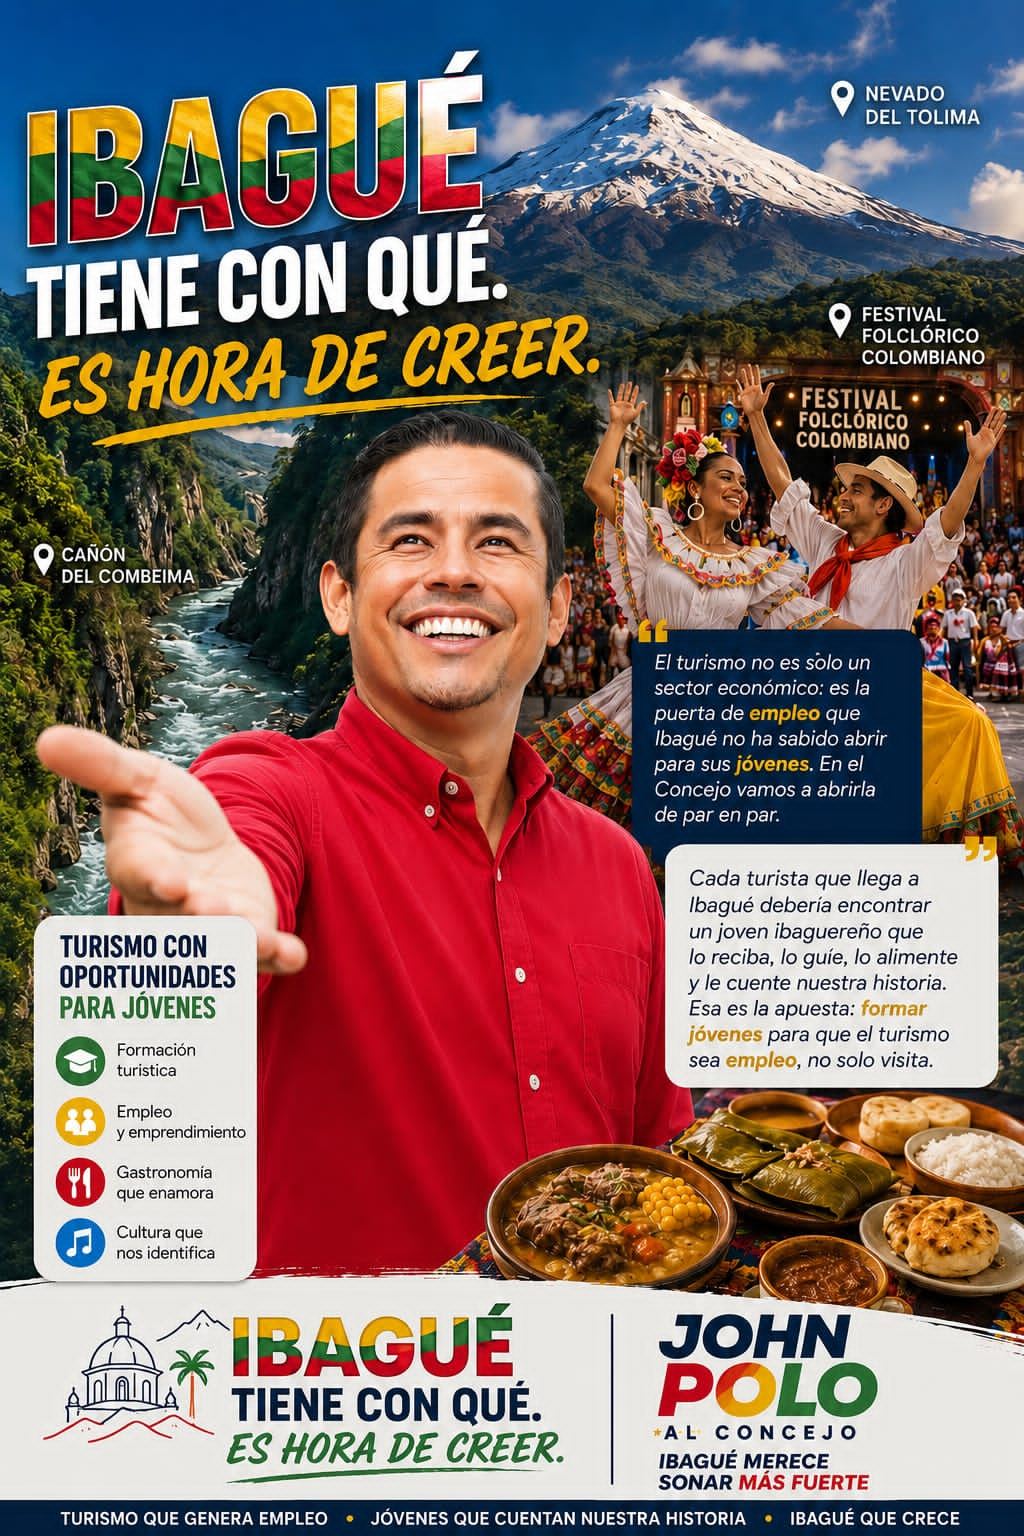 IBAGUÉ
TIENE CON QUÉ.
ES HORA DE CREER.
NEVADO
DEL TOLIMA
FESTIVAL
FOLCLÓRICO
COLOMBIANO
FESTIVAL
FOLCLÓRICO
COLOMBIANO
CAÑÓN
DEL COMBEIMA
“
El turismo no es solo un
sector económico: es la
puerta de empleo que
Ibagué no ha sabido abrir
para sus jóvenes. En el
Concejo vamos a abrirla
de par en par.
”
Cada turista que llega a
Ibagué debería encontrar
un joven ibaguereño que
lo reciba, lo guíe, lo alimente
y le cuente nuestra historia.
Esa es la apuesta: formar
jóvenes para que el turismo
sea empleo, no solo visita.
TURISMO CON
OPORTUNIDADES
PARA JÓVENES
Formación
turistica
Empleo
y emprendimiento
Gastronomía
que enamora
Cultura que
nos identifica
IBAGUÉ
TIENE CON QUÉ.
ES HORA DE CREER.
JOHN
POLO
AL CONCEJO
IBAGUÉ MERECE
SONAR MÁS FUERTE
TURISMO QUE GENERA EMPLEO • JÓVENES QUE CUENTAN NUESTRA HISTORIA • IBAGUÉ QUE CRECE